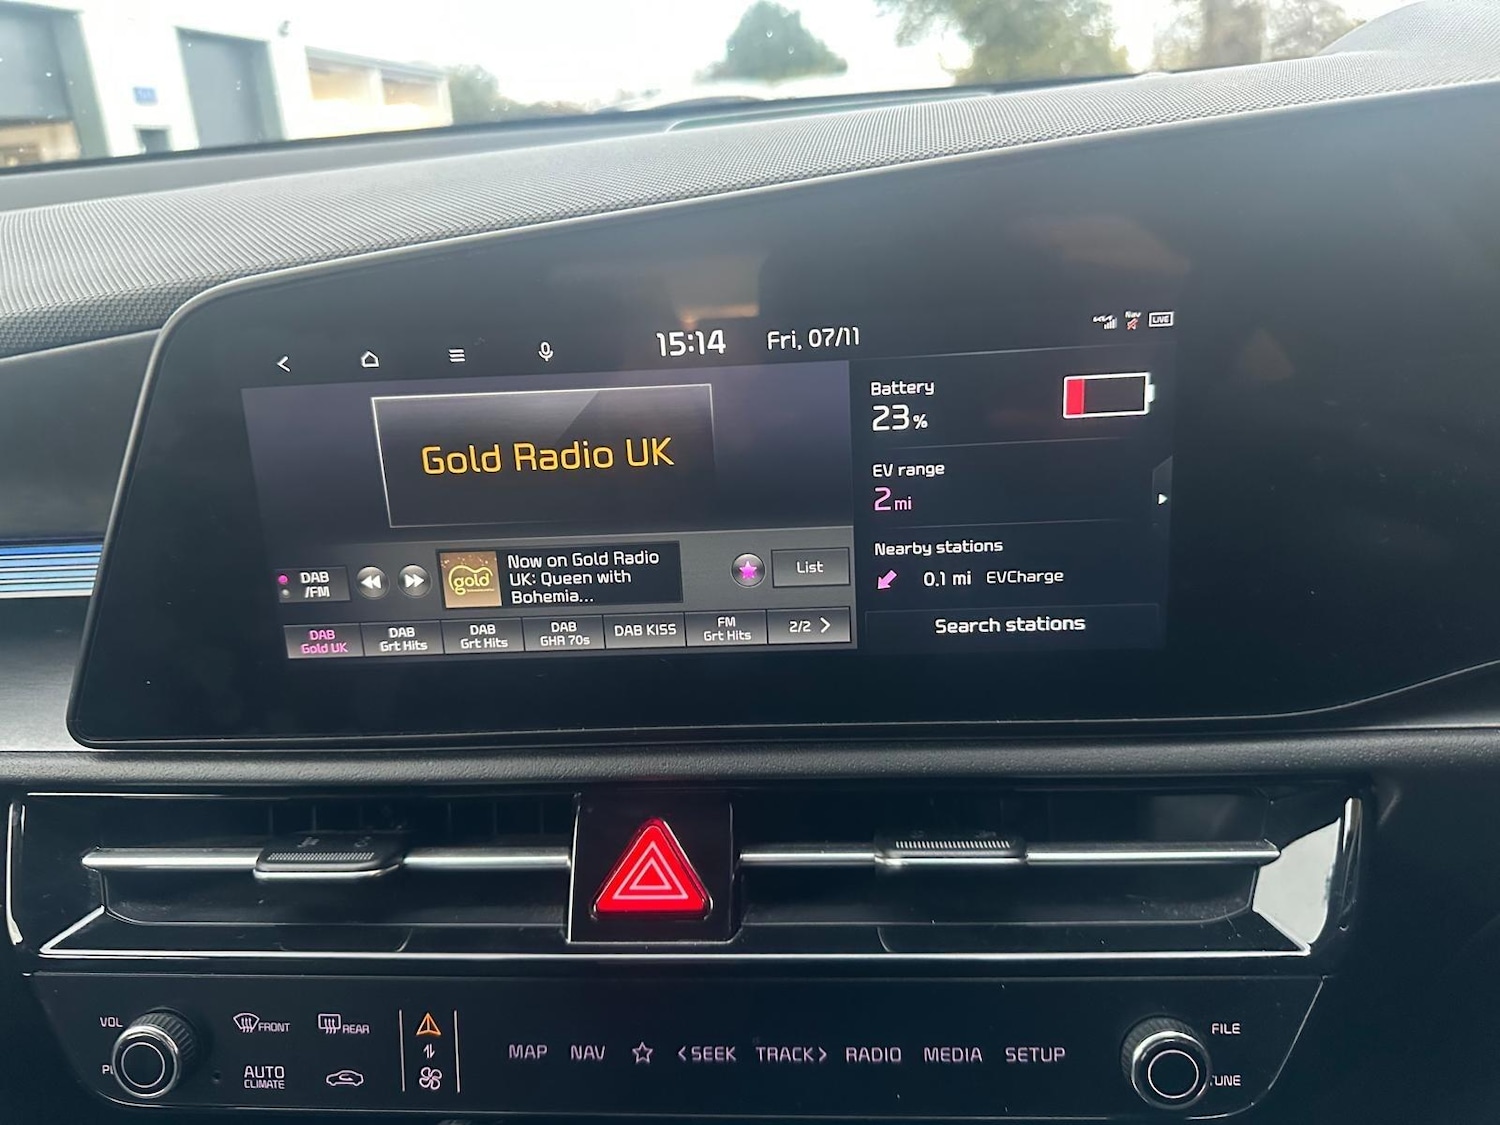 15:14 Fri, 07/11
LIVE
Gold Radio UK
DAB
/FM
gold
Now on Gold Radio
UK: Queen with
Bohemia...
List
DAB
Gold UK
DAB
Grt Hits
DAB
Grt Hits
DAB
GHR 70s
DAB KISS
FM
Grt Hits
2/2
Battery
23%
EV range
2 mi
Nearby stations
0.1 mi EVCharge
Search stations
VOL
FRONT
REAR
AUTO
CLIMATE
MAP NAV <SEEK TRACK> RADIO MEDIA SETUP
FILE